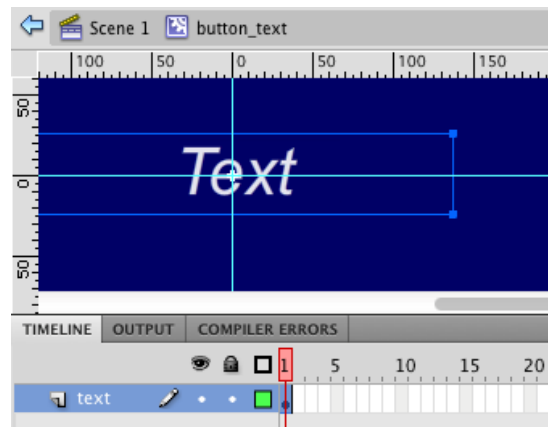 Scene 1 button_text
100 50 0 50 100 150
50
0
50
Text
TIMELINE OUTPUT COMPILER ERRORS
1 5 10 15 20
text